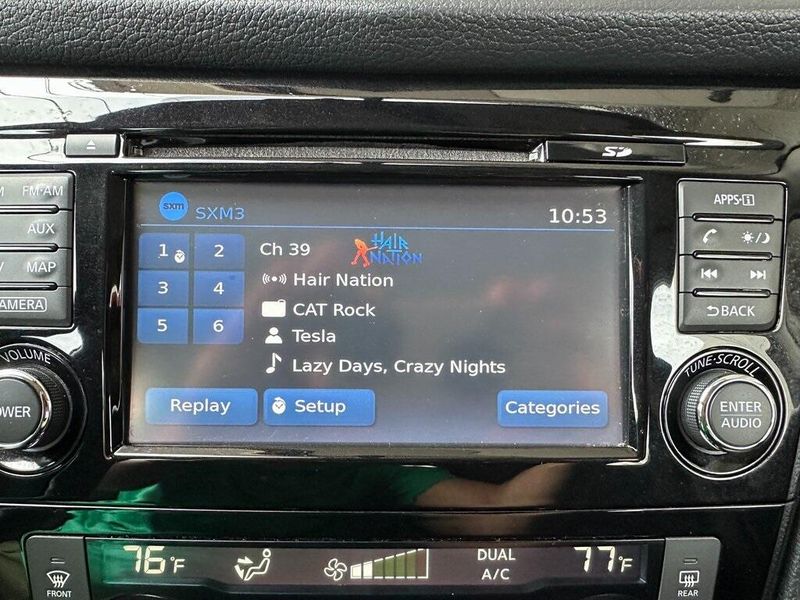 SD
FM·AM
AUX
MAP
CAMERA
VOLUME
POWER
sxm SXM3 10:53
1 2
3 4
5 6
Ch 39 HAIR NATION
Hair Nation
CAT Rock
Tesla
Lazy Days, Crazy Nights
Replay Setup Categories
APPS·i
BACK
TUNE·SCROLL
ENTER
AUDIO
FRONT
76°F
DUAL
A/C
77°F
REAR